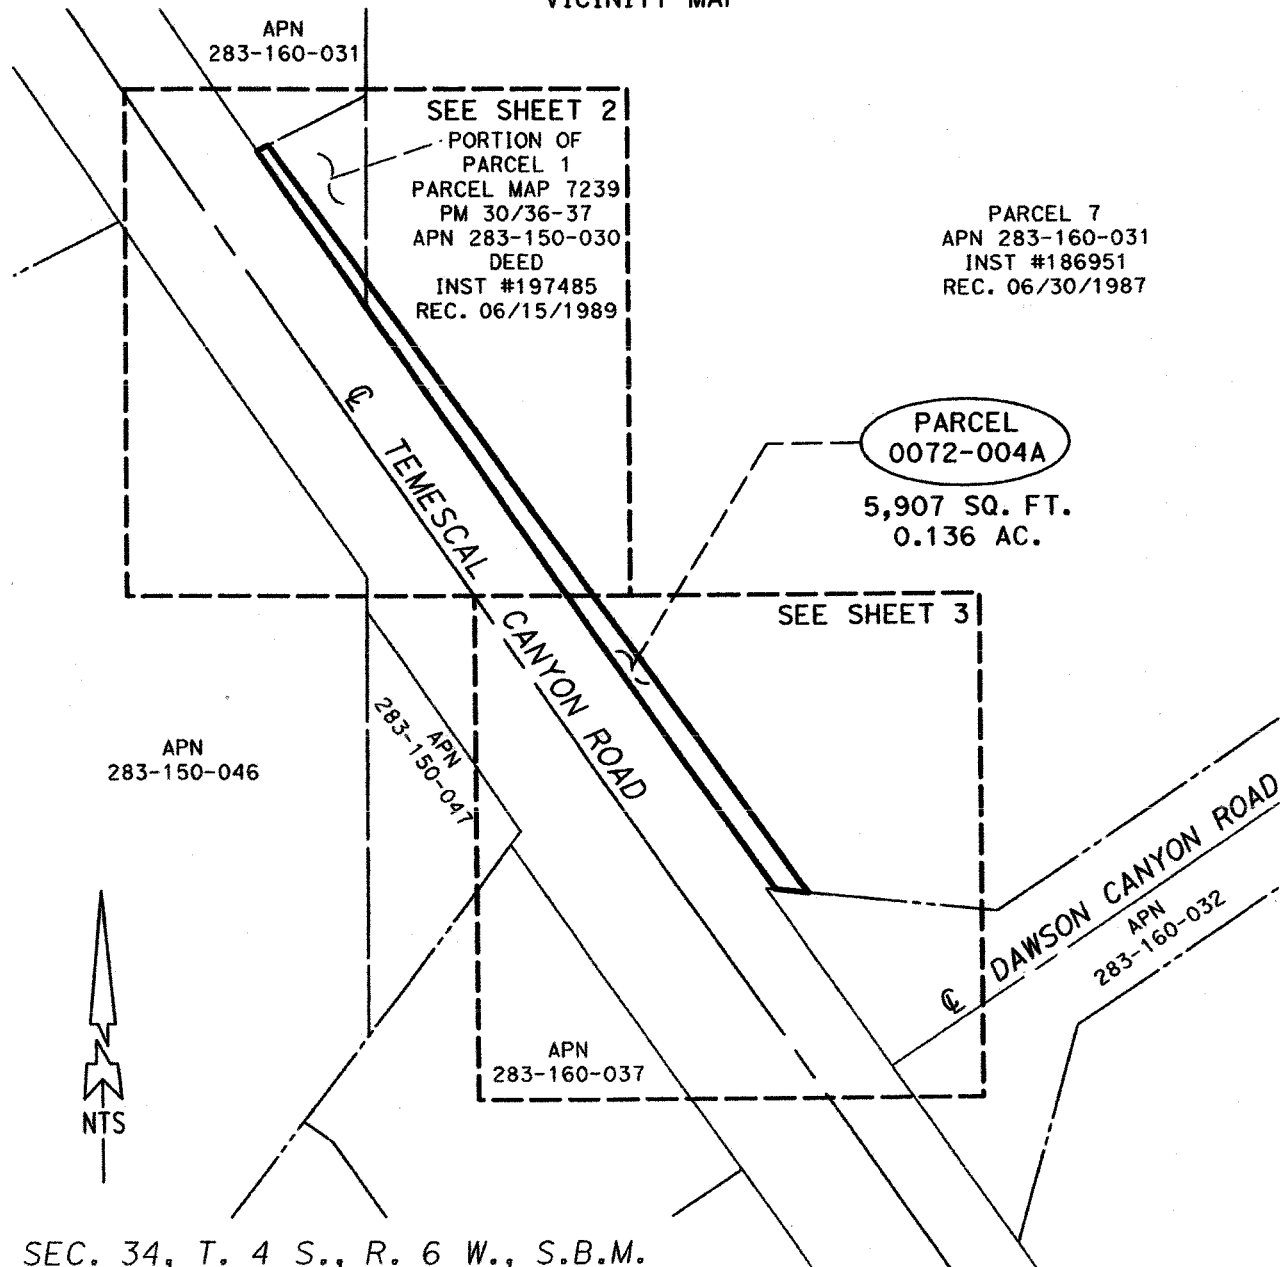 VICINITY MAP
APN
283-160-031
SEE SHEET 2
PORTION OF
PARCEL 1
PARCEL MAP 7239
PM 30/36-37
APN 283-150-030
DEED
INST #197485
REC. 06/15/1989
PARCEL 7
APN 283-160-031
INST #186951
REC. 06/30/1987
PARCEL
0072-004A
5,907 SQ. FT.
0.136 AC.
℄ TEMESCAL CANYON ROAD
SEE SHEET 3
APN
283-150-046
APN
283-150-047
℄ DAWSON CANYON ROAD
APN
283-160-032
APN
283-160-037
NTS
SEC. 34, T. 4 S., R. 6 W., S.B.M.